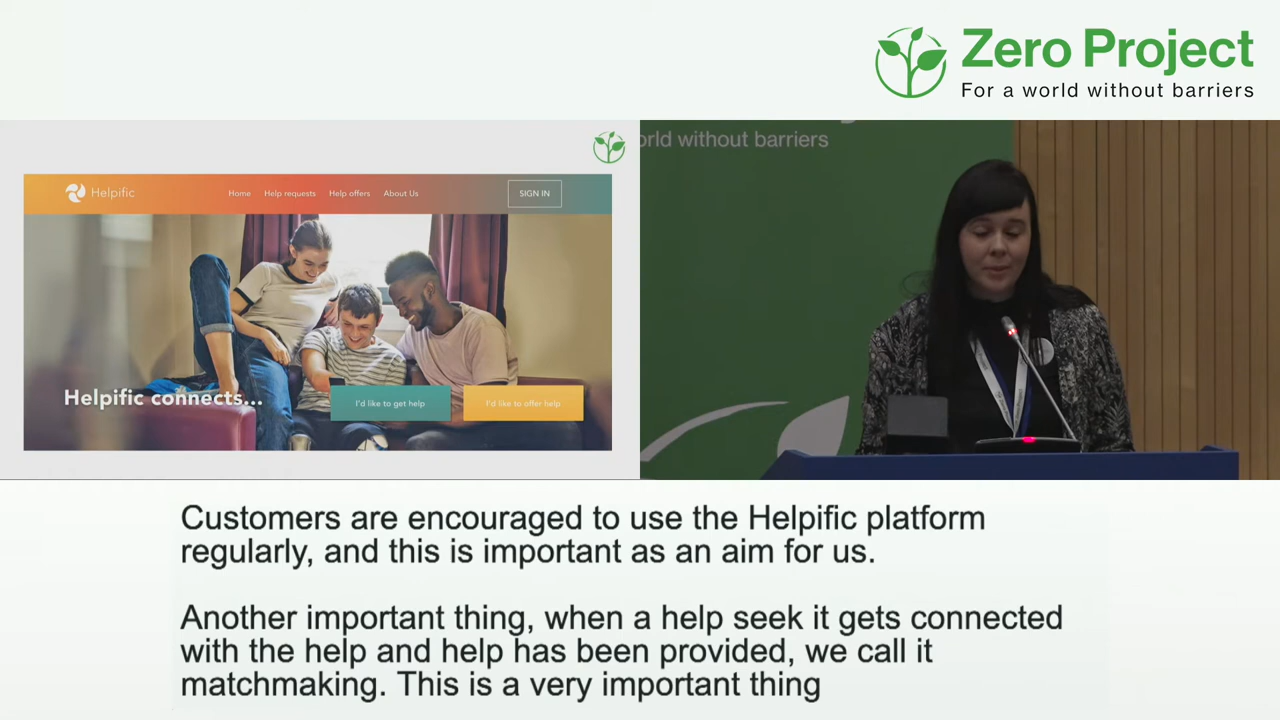 Zero Project
For a world without barriers
orld without barriers
Helpific
Home Help requests Help offers About Us
SIGN IN
Helpific connects...
I'd like to get help
I'd like to offer help
Customers are encouraged to use the Helpific platform
regularly, and this is important as an aim for us.
Another important thing, when a help seek it gets connected
with the help and help has been provided, we call it
matchmaking. This is a very important thing